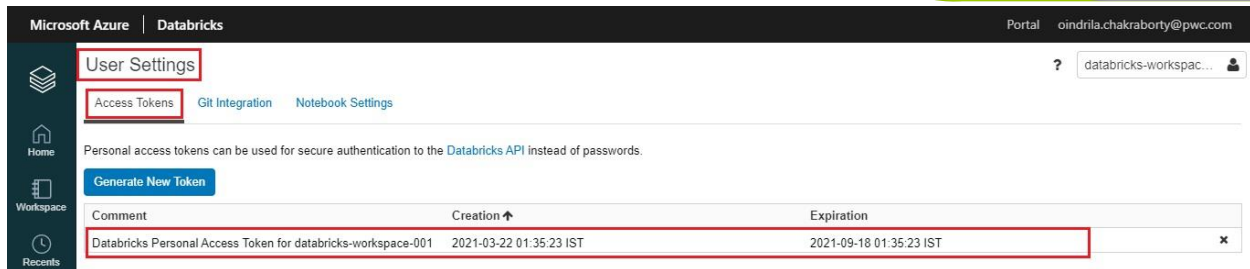 Microsoft Azure | Databricks Portal oindrila.chakraborty@pwc.com
User Settings ? databricks-workspac...
Access Tokens Git Integration Notebook Settings
Home
Personal access tokens can be used for secure authentication to the Databricks API instead of passwords.
Generate New Token
Workspace
Comment Creation Expiration
Databricks Personal Access Token for databricks-workspace-001 2021-03-22 01:35:23 IST 2021-09-18 01:35:23 IST
Recents